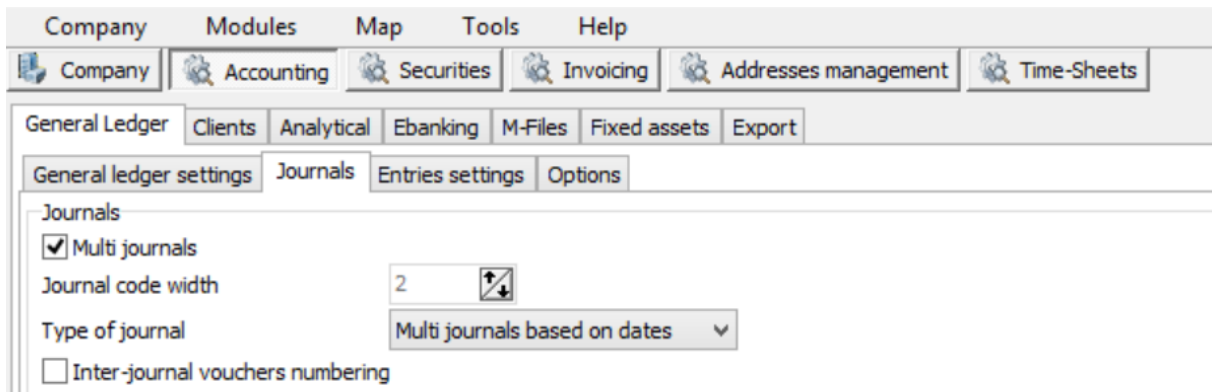 Company Modules Map Tools Help
Company Accounting Securities Invoicing Addresses management Time-Sheets
General Ledger Clients Analytical Ebanking M-Files Fixed assets Export
General ledger settings Journals Entries settings Options
Journals
Multi journals
Journal code width 2
Type of journal Multi journals based on dates
Inter-journal vouchers numbering